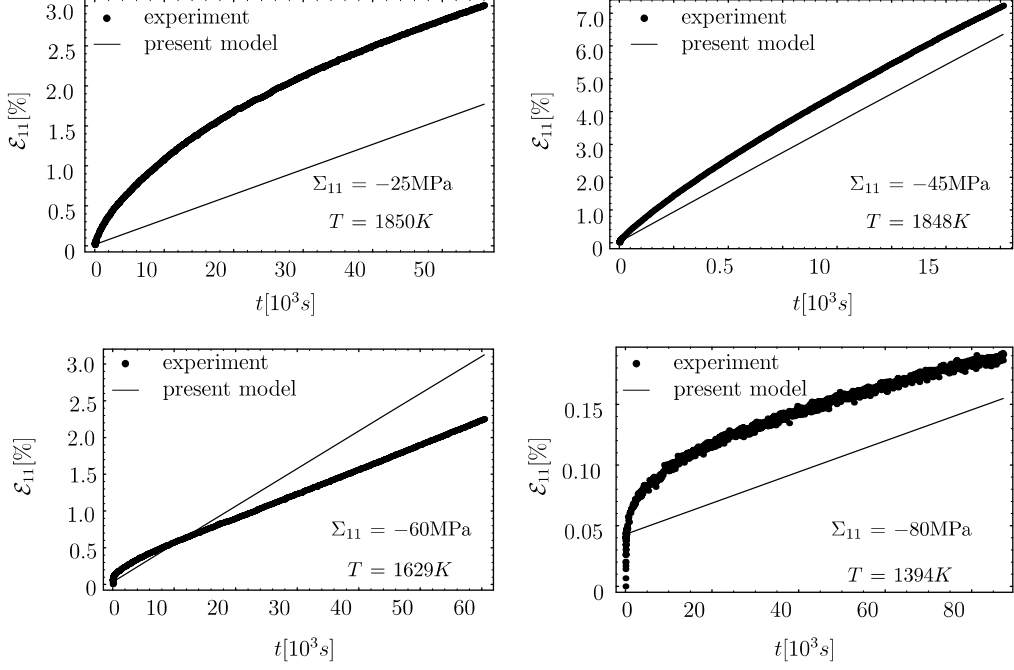 3.0
2.5
2.0
1.5
1.0
0.5
0
experiment
present model
ℰ₁₁[%]
Σ₁₁ = −25MPa
T = 1850K
0 10 20 30 40 50
t[10³s]
7.0
6.0
5.0
4.0
3.0
2.0
1.0
0
experiment
present model
ℰ₁₁[%]
Σ₁₁ = −45MPa
T = 1848K
0 0.5 10 15
t[10³s]
3.0
2.5
2.0
1.5
1.0
0.5
0
experiment
present model
ℰ₁₁[%]
Σ₁₁ = −60MPa
T = 1629K
0 10 20 30 40 50 60
t[10³s]
0.15
0.10
0.05
0
experiment
present model
ℰ₁₁[%]
Σ₁₁ = −80MPa
T = 1394K
0 20 40 60 80
t[10³s]